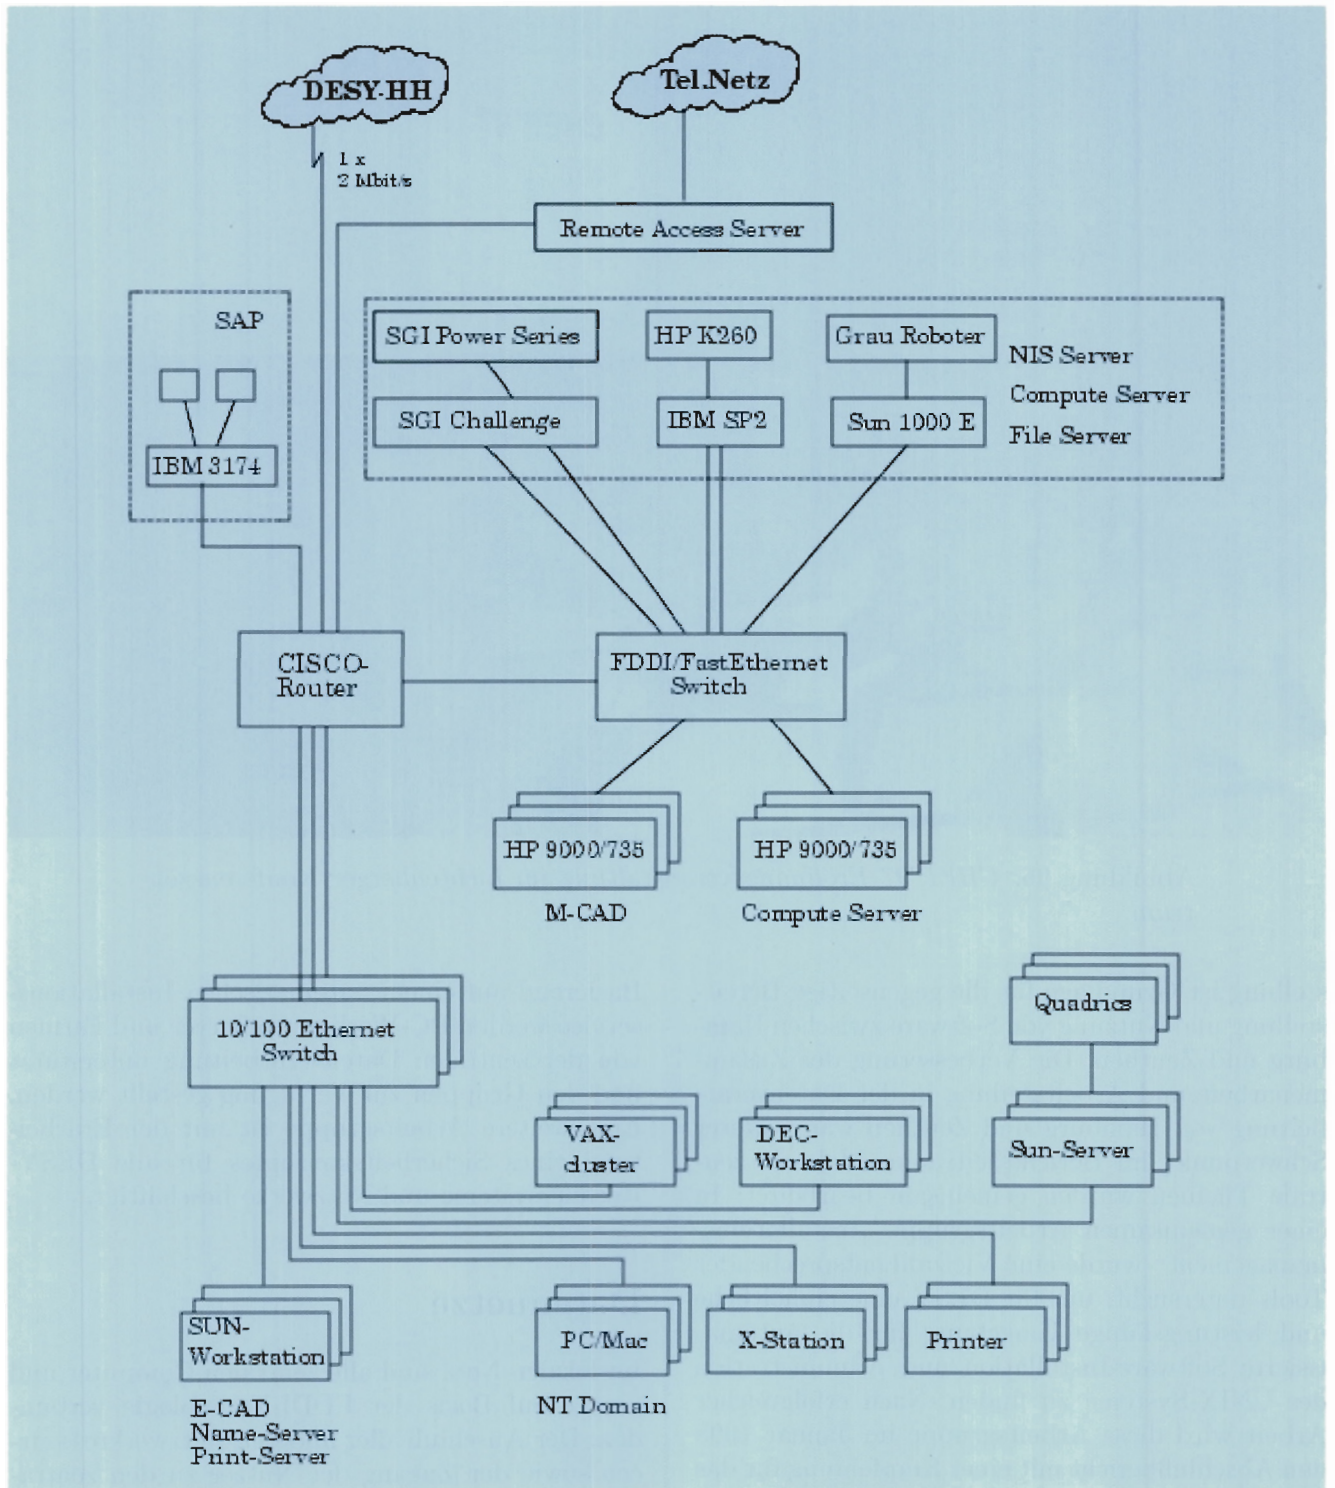 DESY-HH
Tel.Netz
1 x
2 Mbit/s
Remote Access Server
SAP
IBM 3174
SGI Power Series
HP K260
Grau Roboter
NIS Server
SGI Challenge
IBM SP2
Sun 1000 E
Compute Server
File Server
CISCO-
Router
FDDI/FastEthernet
Switch
HP 9000/735
M-CAD
HP 9000/735
Compute Server
10/100 Ethernet
Switch
Quadrics
VAX-
cluster
DEC-
Workstation
Sun-Server
SUN-
Workstation
E-CAD
Name-Server
Print-Server
PC/Mac
NT Domain
X-Station
Printer